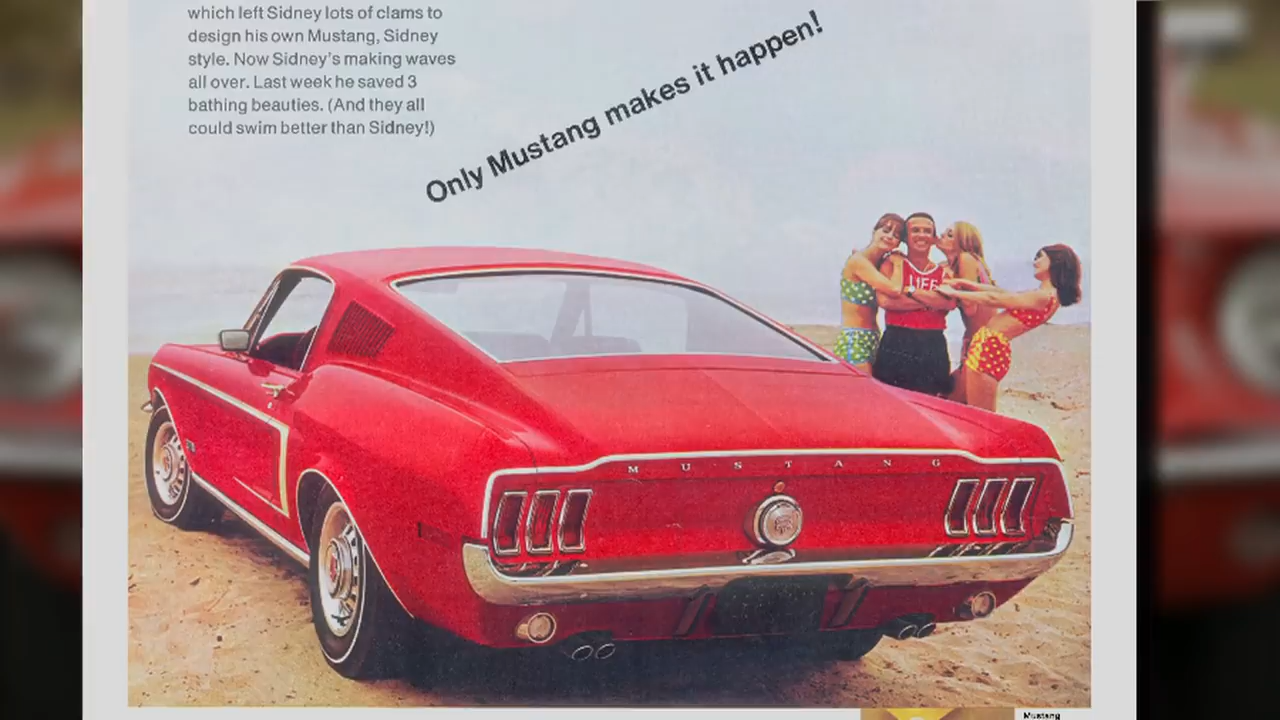 which left Sidney lots of clams to
design his own Mustang, Sidney
style. Now Sidney's making waves
all over. Last week he saved 3
bathing beauties. (And they all
could swim better than Sidney!)
Only Mustang makes it happen!
LIFE
MUSTANG
Mustang